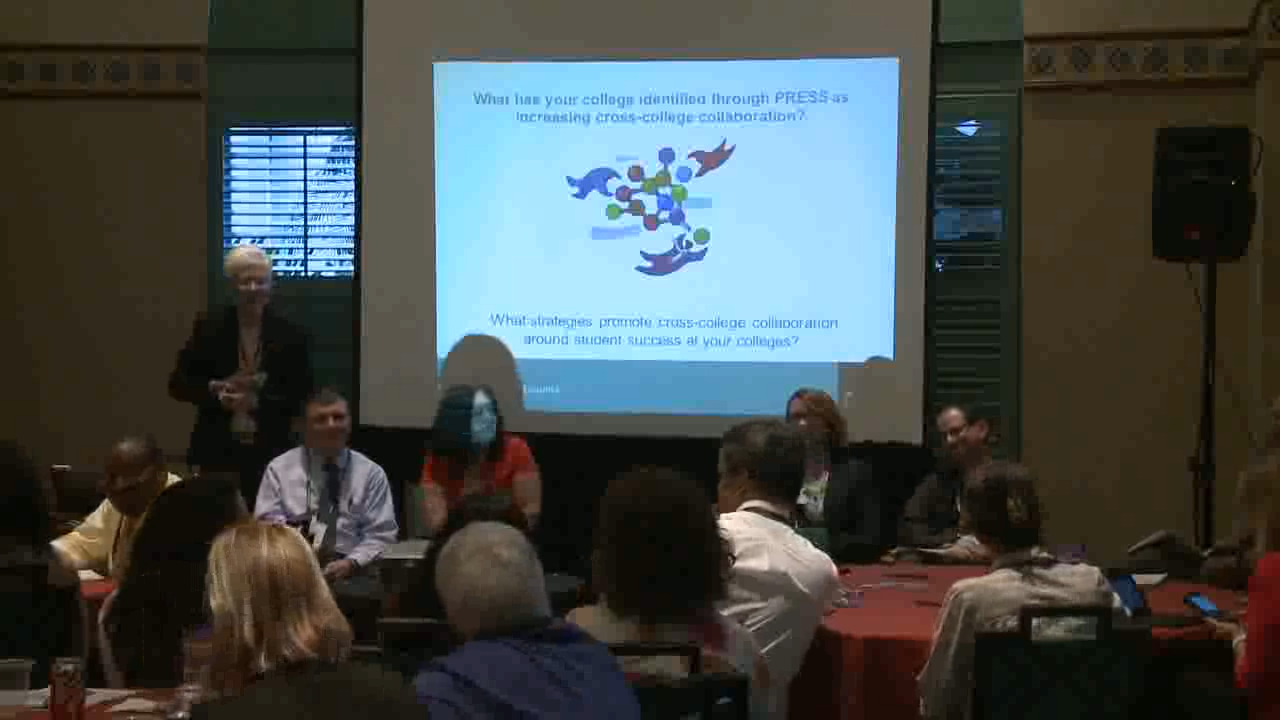 What has your college identified through PRESS as
increasing cross-college collaboration?
What strategies promote cross-college collaboration
around student success at your colleges?